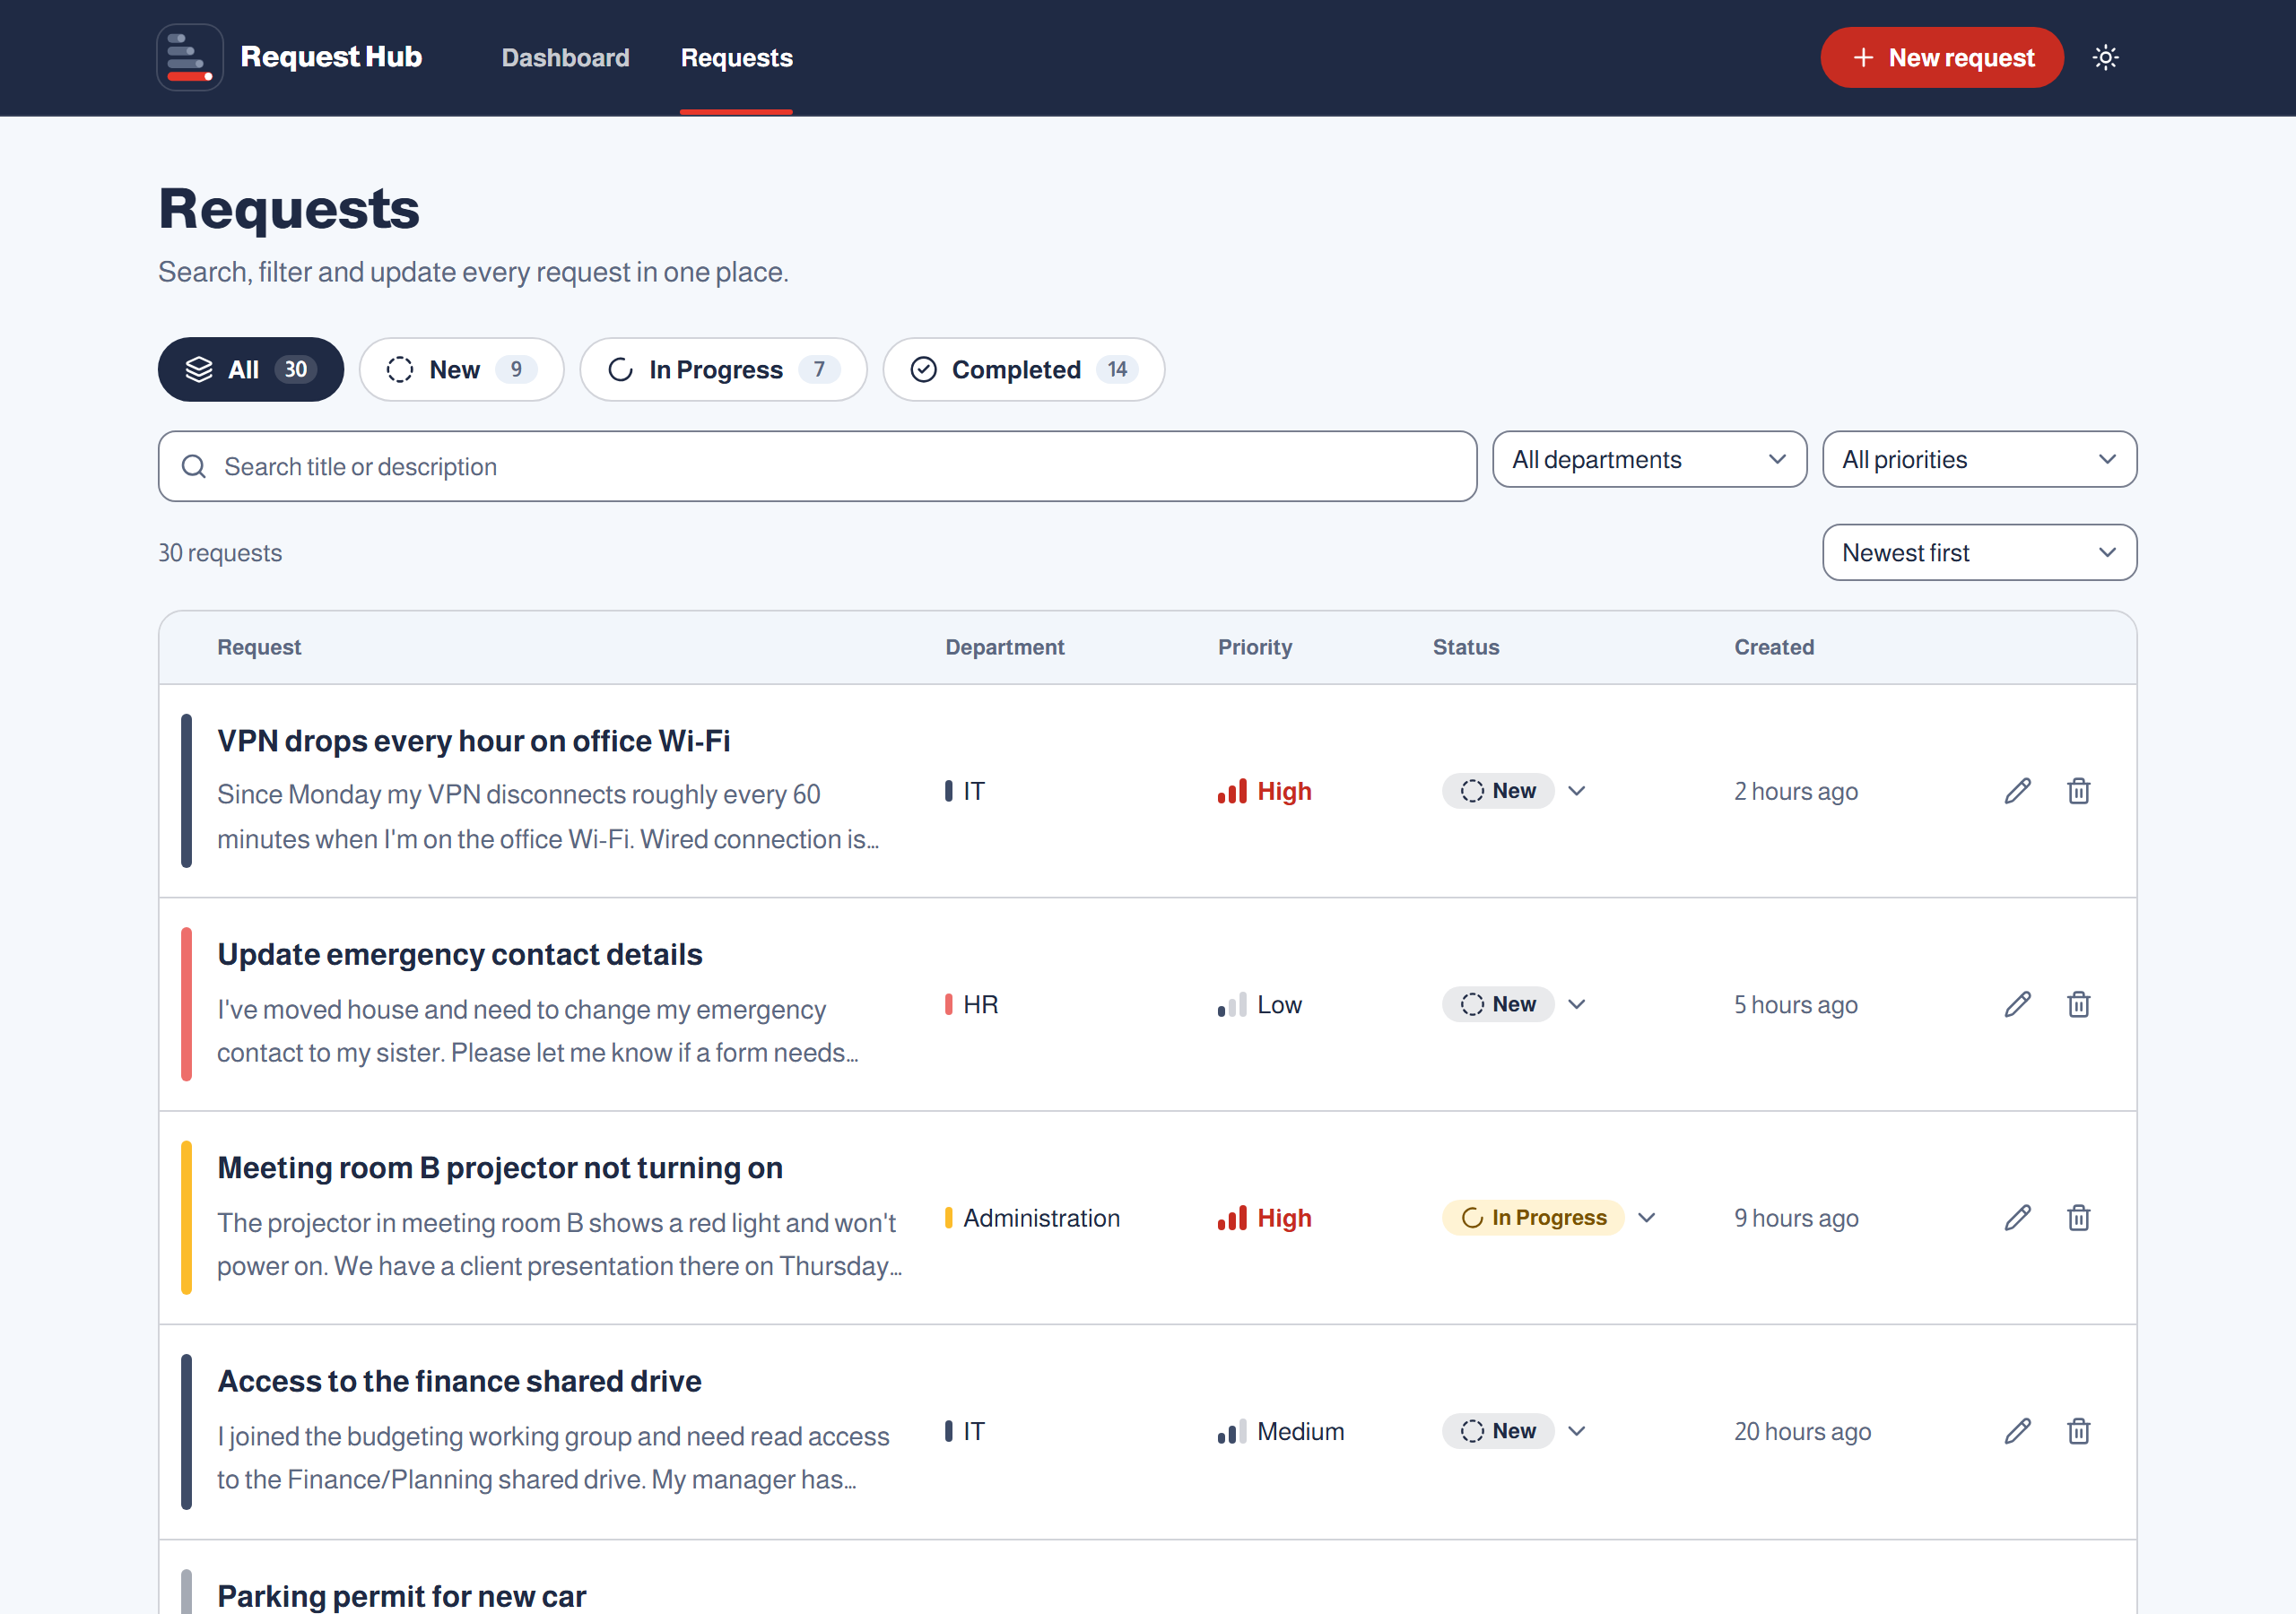 Request Hub
Dashboard
Requests
New request
Requests
Search, filter and update every request in one place.
All 30
New 9
In Progress 7
Completed 14
Search title or description
All departments
All priorities
30 requests
Newest first
Request Department Priority Status Created
VPN drops every hour on office Wi-Fi
Since Monday my VPN disconnects roughly every 60
minutes when I'm on the office Wi-Fi. Wired connection is…
IT
High
New
2 hours ago
Update emergency contact details
I've moved house and need to change my emergency
contact to my sister. Please let me know if a form needs…
HR
Low
New
5 hours ago
Meeting room B projector not turning on
The projector in meeting room B shows a red light and won't
power on. We have a client presentation there on Thursday…
Administration
High
In Progress
9 hours ago
Access to the finance shared drive
I joined the budgeting working group and need read access
to the Finance/Planning shared drive. My manager has…
IT
Medium
New
20 hours ago
Parking permit for new car